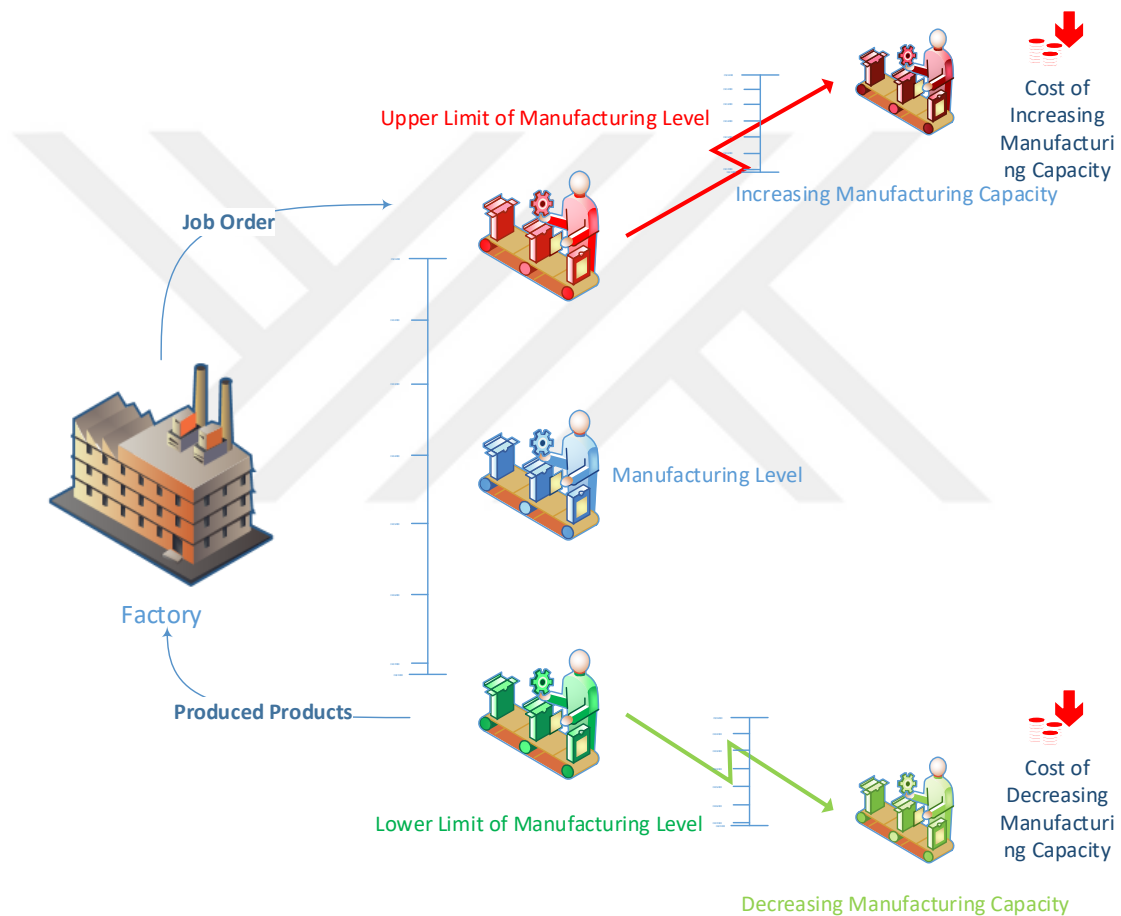 Upper Limit of Manufacturing Level
Cost of
Increasing
Manufacturi
ng Capacity
Increasing Manufacturing Capacity
Job Order
Manufacturing Level
Factory
Produced Products
Lower Limit of Manufacturing Level
Cost of
Decreasing
Manufacturi
ng Capacity
Decreasing Manufacturing Capacity